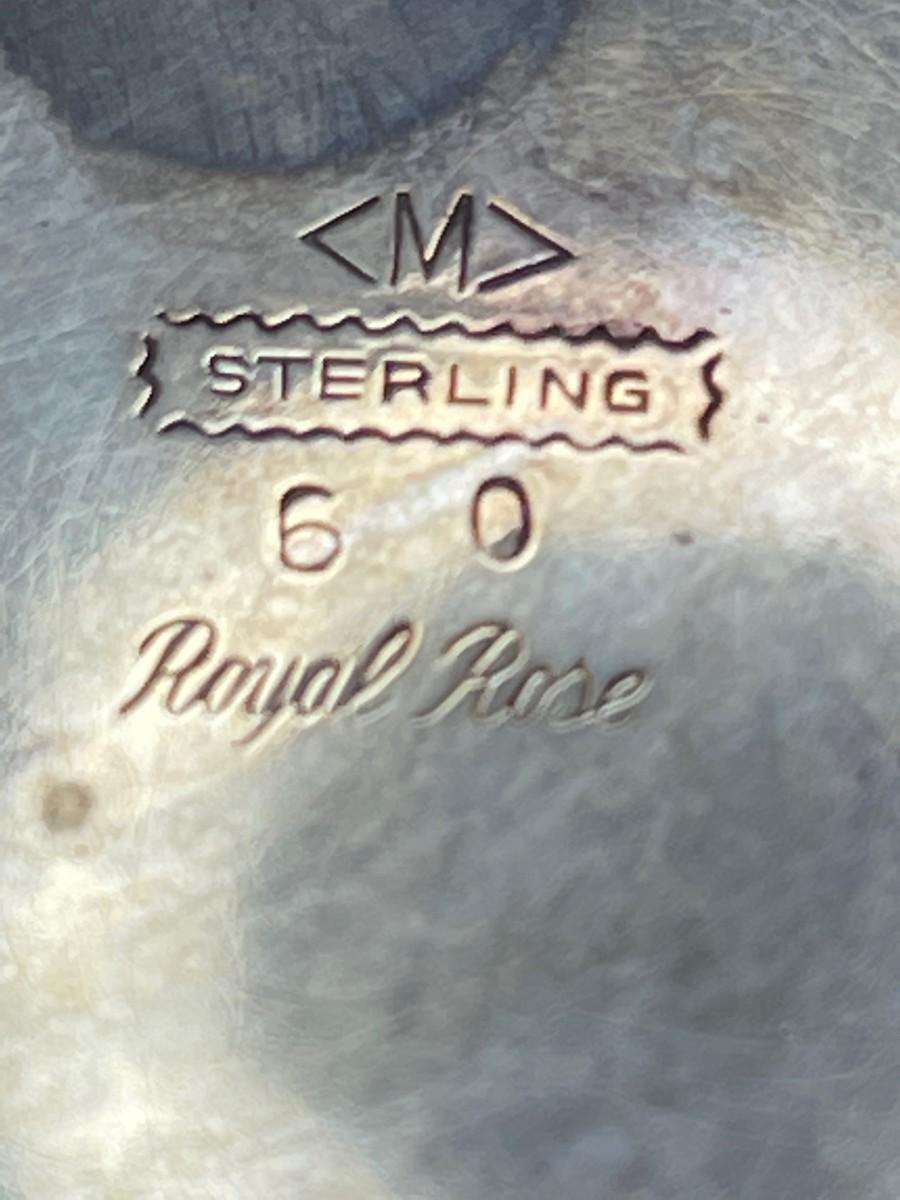 <M>
STERLING
6 0
Royal Rose